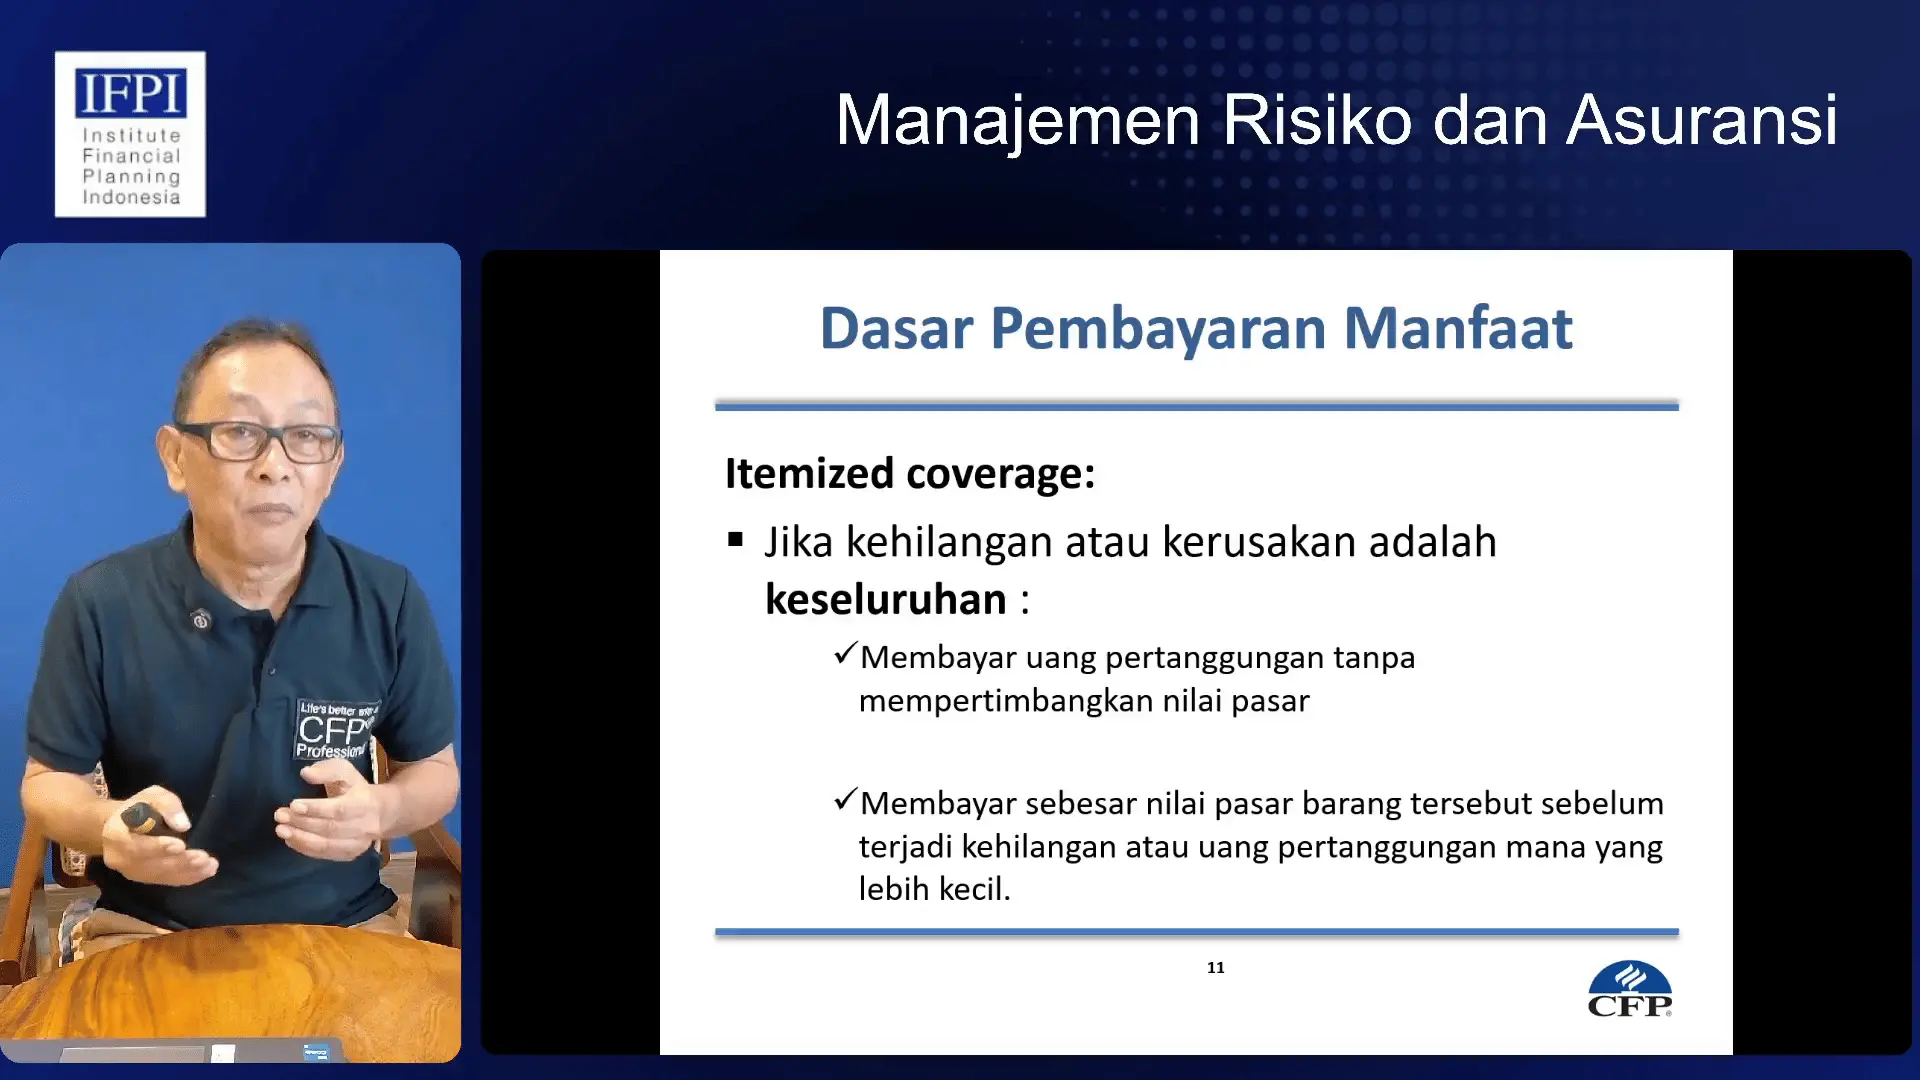 IFPI
Institute
Financial
Planning
Indonesia
Manajemen Risiko dan Asuransi
Life's better
CFP
Professional
Dasar Pembayaran Manfaat
Itemized coverage:
▪ Jika kehilangan atau kerusakan adalah
keseluruhan :
✓Membayar uang pertanggungan tanpa
mempertimbangkan nilai pasar
✓Membayar sebesar nilai pasar barang tersebut sebelum
terjadi kehilangan atau uang pertanggungan mana yang
lebih kecil.
11
CFP®